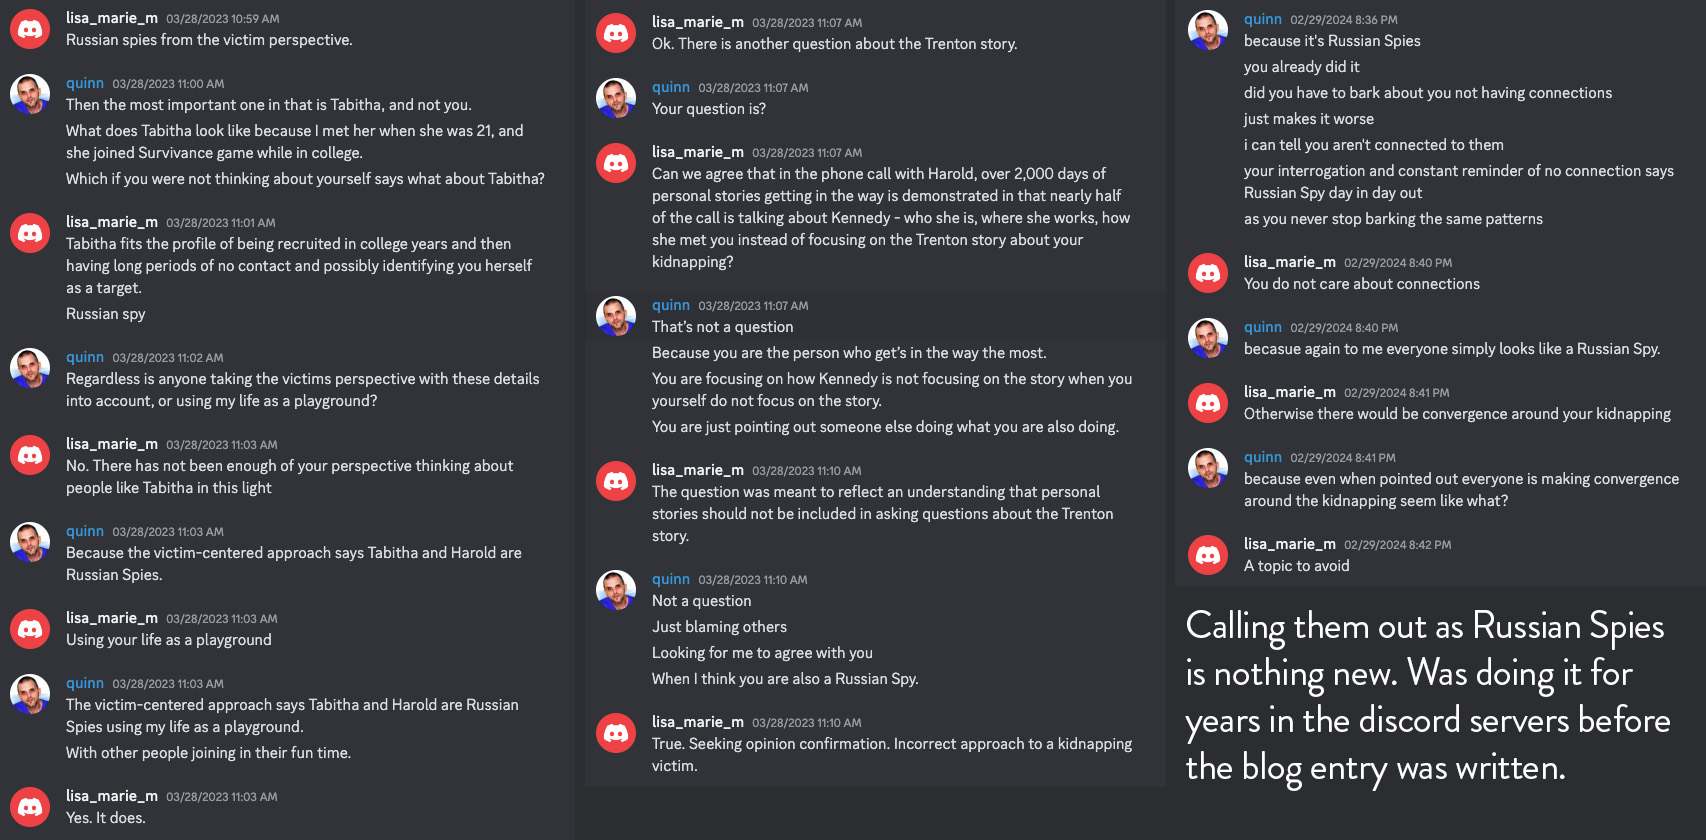 lisa_marie_m 03/28/2023 10:59 AM
Russian spies from the victim perspective.
quinn 03/28/2023 11:00 AM
Then the most important one in that is Tabitha, and not you.
What does Tabitha look like because I met her when she was 21, and
she joined Survivance game while in college.
Which if you were not thinking about yourself says what about Tabitha?
lisa_marie_m 03/28/2023 11:01 AM
Tabitha fits the profile of being recruited in college years and then
having long periods of no contact and possibly identifying you herself
as a target.
Russian spy
quinn 03/28/2023 11:02 AM
Regardless is anyone taking the victims perspective with these details
into account, or using my life as a playground?
lisa_marie_m 03/28/2023 11:03 AM
No. There has not been enough of your perspective thinking about
people like Tabitha in this light
quinn 03/28/2023 11:03 AM
Because the victim-centered approach says Tabitha and Harold are
Russian Spies.
lisa_marie_m 03/28/2023 11:03 AM
Using your life as a playground
quinn 03/28/2023 11:03 AM
The victim-centered approach says Tabitha and Harold are Russian
Spies using my life as a playground.
With other people joining in their fun time.
lisa_marie_m 03/28/2023 11:03 AM
Yes. It does.
lisa_marie_m 03/28/2023 11:07 AM
Ok. There is another question about the Trenton story.
quinn 03/28/2023 11:07 AM
Your question is?
lisa_marie_m 03/28/2023 11:07 AM
Can we agree that in the phone call with Harold, over 2,000 days of
personal stories getting in the way is demonstrated in that nearly half
of the call is talking about Kennedy - who she is, where she works, how
she met you instead of focusing on the Trenton story about your
kidnapping?
quinn 03/28/2023 11:07 AM
That's not a question
Because you are the person who get's in the way the most.
You are focusing on how Kennedy is not focusing on the story when you
yourself do not focus on the story.
You are just pointing out someone else doing what you are also doing.
lisa_marie_m 03/28/2023 11:10 AM
The question was meant to reflect an understanding that personal
stories should not be included in asking questions about the Trenton
story.
quinn 03/28/2023 11:10 AM
Not a question
Just blaming others
Looking for me to agree with you
When I think you are also a Russian Spy.
lisa_marie_m 03/28/2023 11:10 AM
True. Seeking opinion confirmation. Incorrect approach to a kidnapping
victim.
quinn 02/29/2024 8:36 PM
because it's Russian Spies
you already did it
did you have to bark about you not having connections
just makes it worse
i can tell you aren't connected to them
your interrogation and constant reminder of no connection says
Russian Spy day in day out
as you never stop barking the same patterns
lisa_marie_m 02/29/2024 8:40 PM
You do not care about connections
quinn 02/29/2024 8:40 PM
becasue again to me everyone simply looks like a Russian Spy.
lisa_marie_m 02/29/2024 8:41 PM
Otherwise there would be convergence around your kidnapping
quinn 02/29/2024 8:41 PM
because even when pointed out everyone is making convergence
around the kidnapping seem like what?
lisa_marie_m 02/29/2024 8:42 PM
A topic to avoid
Calling them out as Russian Spies
is nothing new. Was doing it for
years in the discord servers before
the blog entry was written.